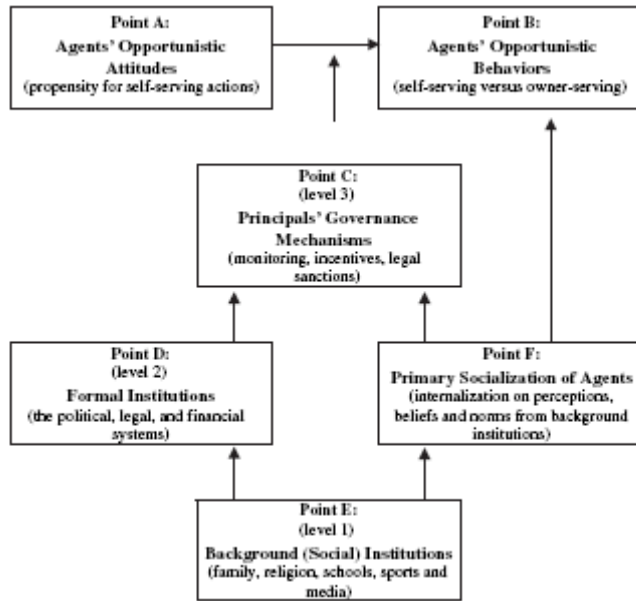 Point A:
Agents' Opportunistic
Attitudes
(propensity for self-serving actions)
Point B:
Agents' Opportunistic
Behaviors
(self-serving versus owner-serving)
Point C:
(level 3)
Principals' Governance
Mechanisms
(monitoring, incentives, legal
sanctions)
Point D:
(level 2)
Formal Institutions
(the political, legal, and financial
systems)
Point F:
Primary Socialization of Agents
(internalization on perceptions,
beliefs and norms from background
institutions)
Point E:
(level 1)
Background (Social) Institutions
(family, religion, schools, sports and
media)